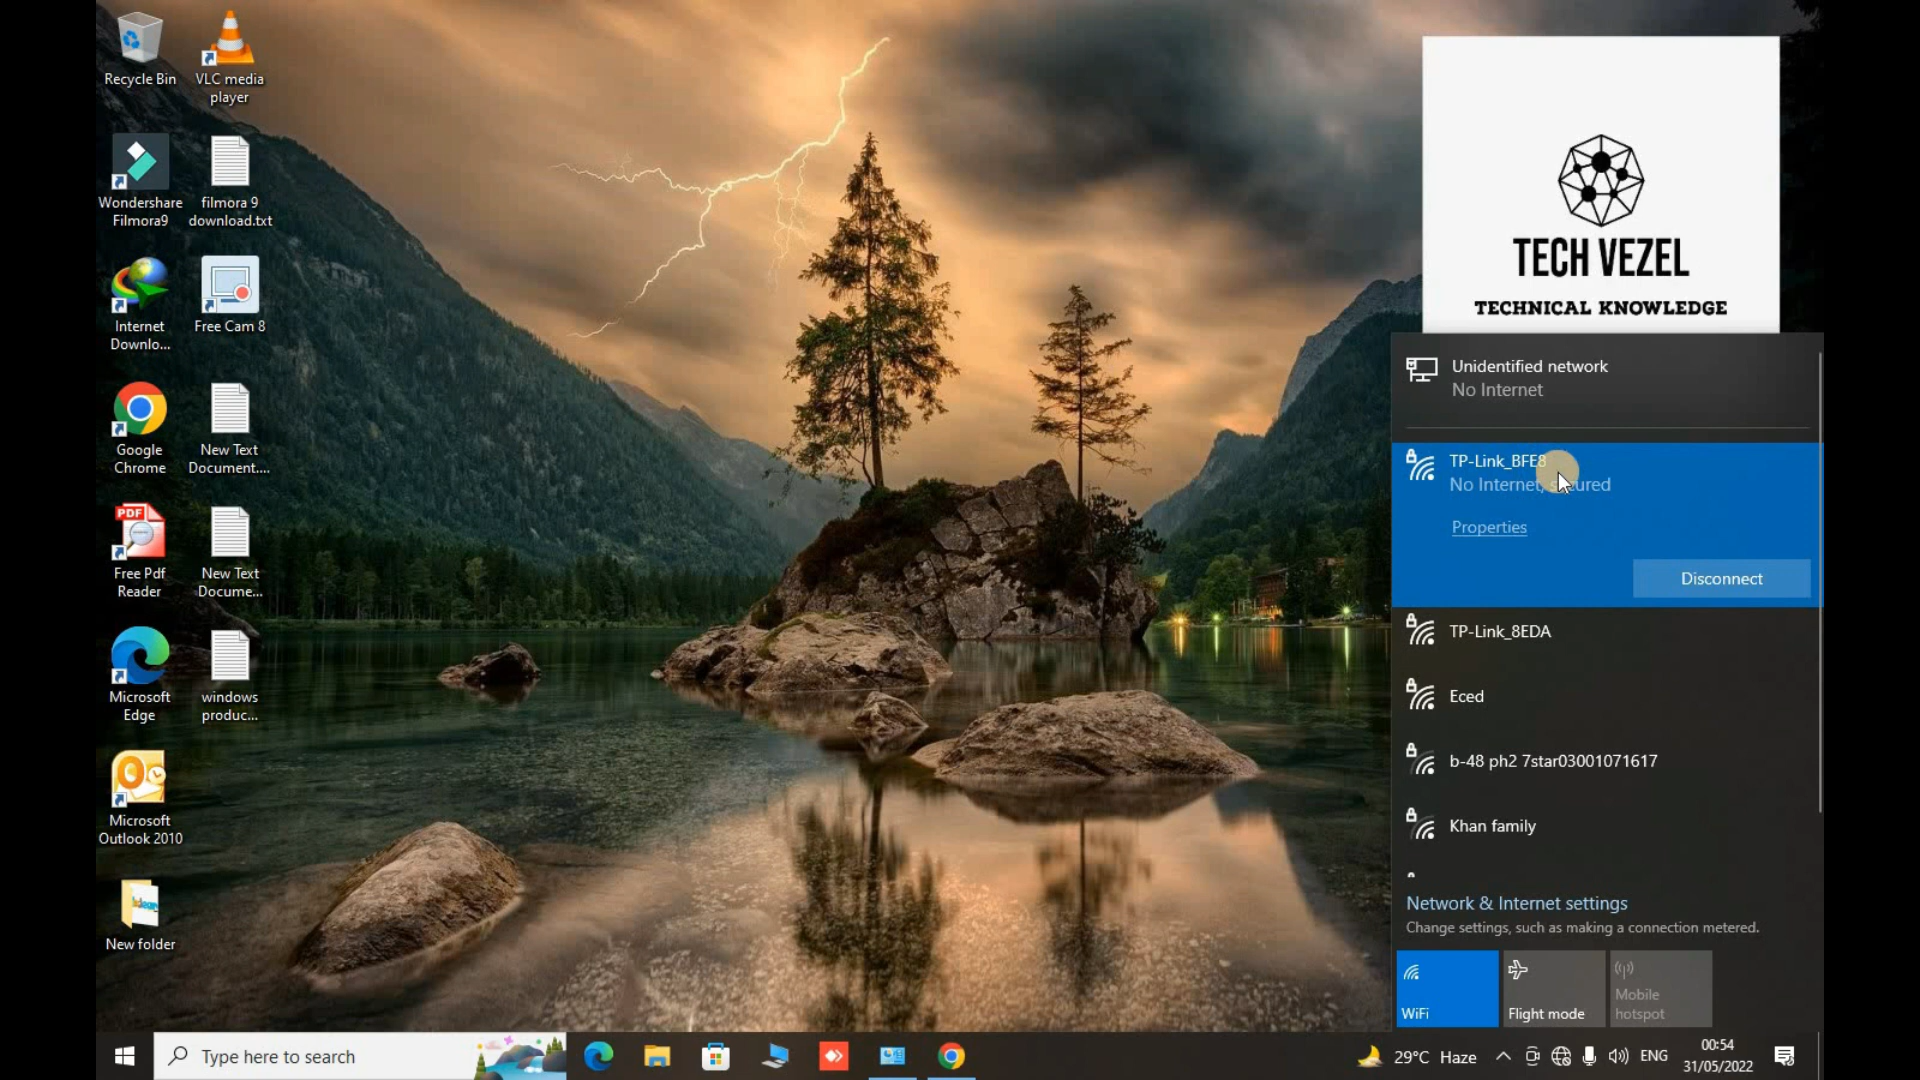 Recycle Bin
VLC media
player
Wondershare
Filmora9
filmora 9
download.txt
Internet
Downlo...
Free Cam 8
Google
Chrome
New Text
Document....
PDF
Free Pdf
Reader
New Text
Docume...
Microsoft
Edge
windows
produc...
Microsoft
Outlook 2010
New folder
TECH VEZEL
TECHNICAL KNOWLEDGE
Unidentified network
No Internet
TP-Link_BFE8
No Internet, s ured
Properties
Disconnect
TP-Link_8EDA
Eced
b-48 ph2 7star03001071617
Khan family
Network & Internet settings
Change settings, such as making a connection metered.
WiFi
Flight mode
Mobile
hotspot
Type here to search
29°C Haze
ENG
00:54
31/05/2022